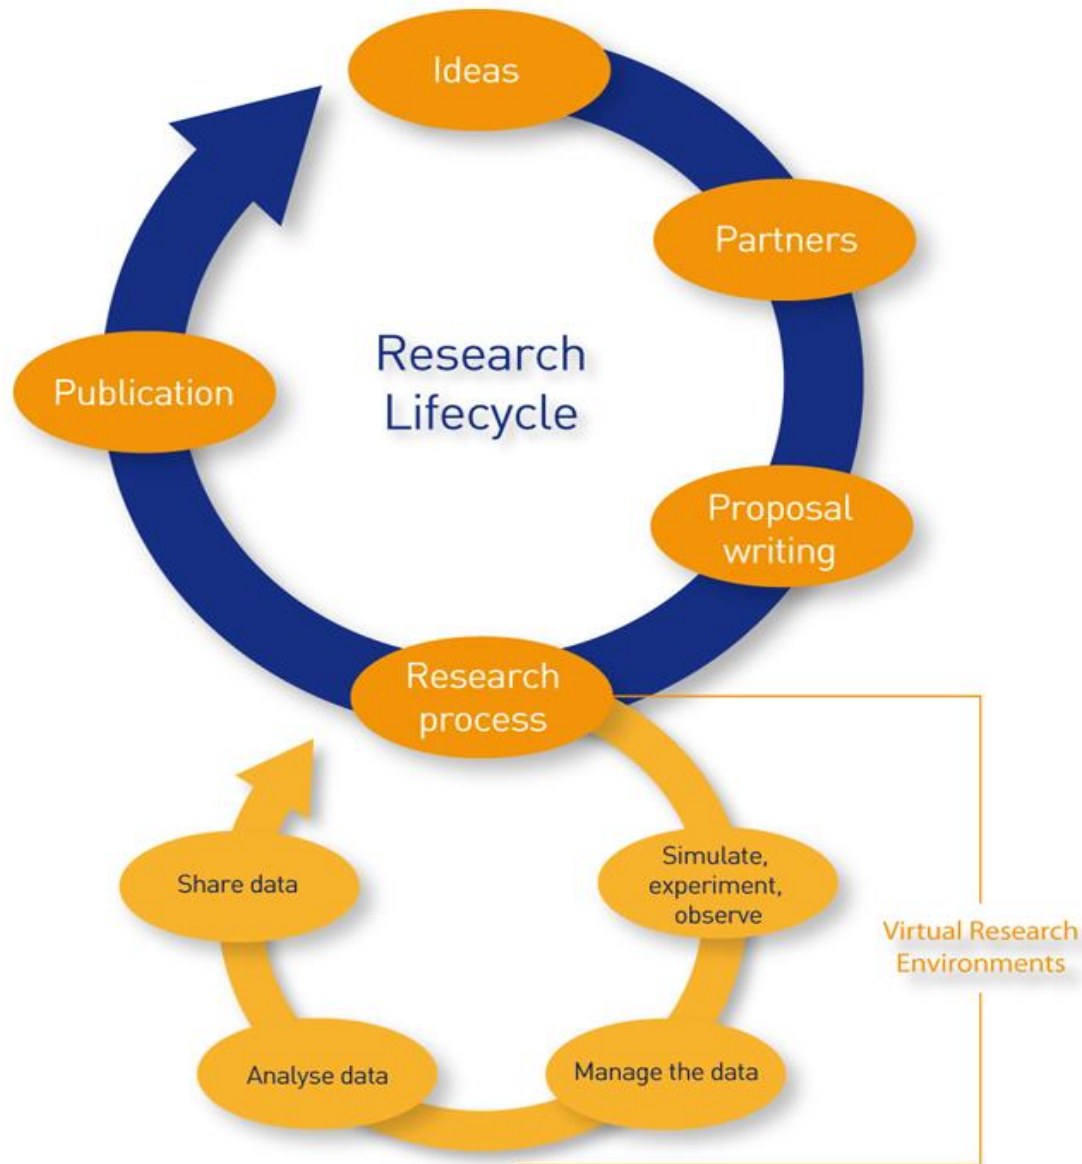 Ideas
Partners
Research
Lifecycle
Publication
Proposal
writing
Research
process
Share data
Simulate,
experiment,
observe
Virtual Research
Environments
Analyse data
Manage the data